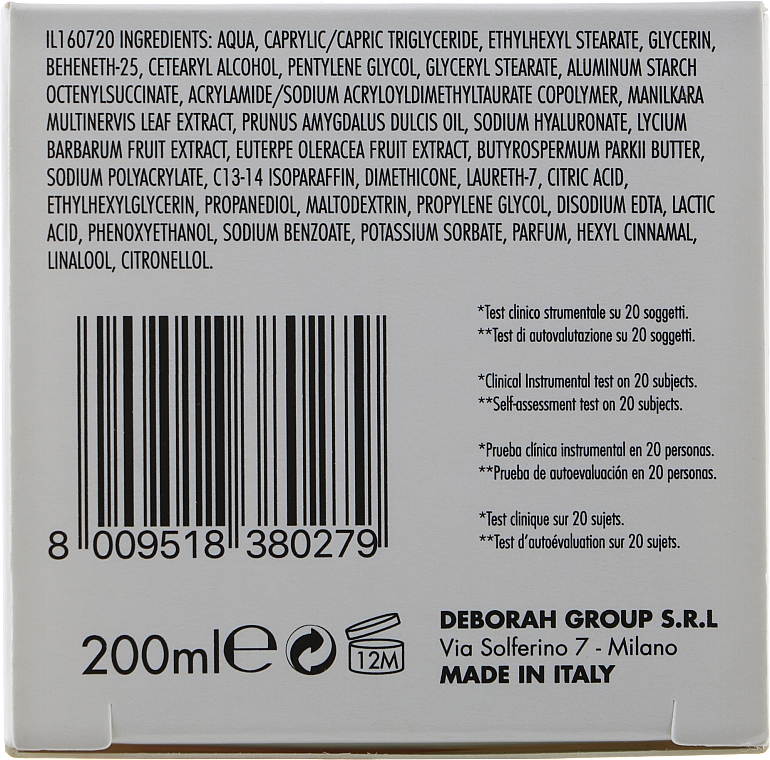 IL160720 INGREDIENTS: AQUA, CAPRYLIC/CAPRIC TRIGLYCERIDE, ETHYLHEXYL STEARATE, GLYCERIN,
BEHENETH-25, CETEARYL ALCOHOL, PENTYLENE GLYCOL, GLYCERYL STEARATE, ALUMINUM STARCH
OCTENYLSUCCINATE, ACRYLAMIDE/SODIUM ACRYLOYLDIMETHYLTAURATE COPOLYMER, MANILKARA
MULTINERVIS LEAF EXTRACT, PRUNUS AMYGDALUS DULCIS OIL, SODIUM HYALURONATE, LYCIUM
BARBARUM FRUIT EXTRACT, EUTERPE OLERACEA FRUIT EXTRACT, BUTYROSPERMUM PARKII BUTTER,
SODIUM POLYACRYLATE, C13-14 ISOPARAFFIN, DIMETHICONE, LAURETH-7, CITRIC ACID,
ETHYLHEXYLGLYCERIN, PROPANEDIOL, MALTODEXTRIN, PROPYLENE GLYCOL, DISODIUM EDTA, LACTIC
ACID, PHENOXYETHANOL, SODIUM BENZOATE, POTASSIUM SORBATE, PARFUM, HEXYL CINNAMAL,
LINALOOL, CITRONELLOL.
*Test clinico strumentale su 20 soggetti.
**Test di autovalutazione su 20 soggetti.
*Clinical Instrumental test on 20 subjects.
**Self-assessment test on 20 subjects.
*Prueba clínica instrumental en 20 personas.
**Prueba de autoevaluación en 20 personas.
*Test clinique sur 20 sujets.
**Test d'autoévaluation sur 20 sujets.
8 009518 380279
200ml e
12M
DEBORAH GROUP S.R.L
Via Solferino 7 - Milano
MADE IN ITALY